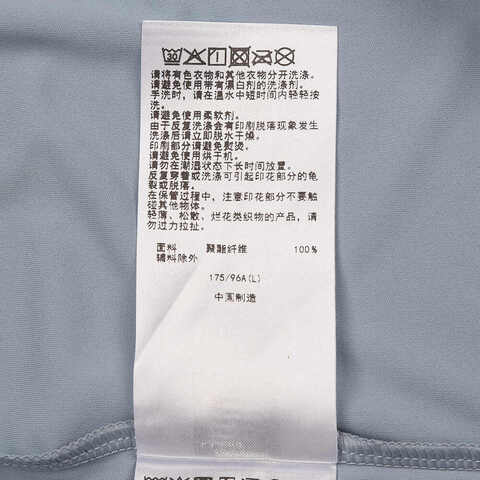 30
请将有色衣物和其他衣物分开洗涤。
请避免使用带有漂白剂的洗涤剂。
手洗时,请在温水中短时间内轻轻按
洗。
请避免使用柔软剂。
由于反复洗涤会有印刷脱落现象发生
洗涤后请立即脱水干燥。
印刷部分请避免熨烫。
请避免使用烘干机。
请勿在潮湿状态下长时间放置。
反复穿着或洗涤可引起印花部分的龟
裂或脱落。
在保管过程中,注意印花部分不要触
碰其他物体。
轻薄、松散、烂花类织物的产品,请
勿过力拉扯。
面料 聚酯纤维 100%
辅料除外
175/96A(L)
中国制造